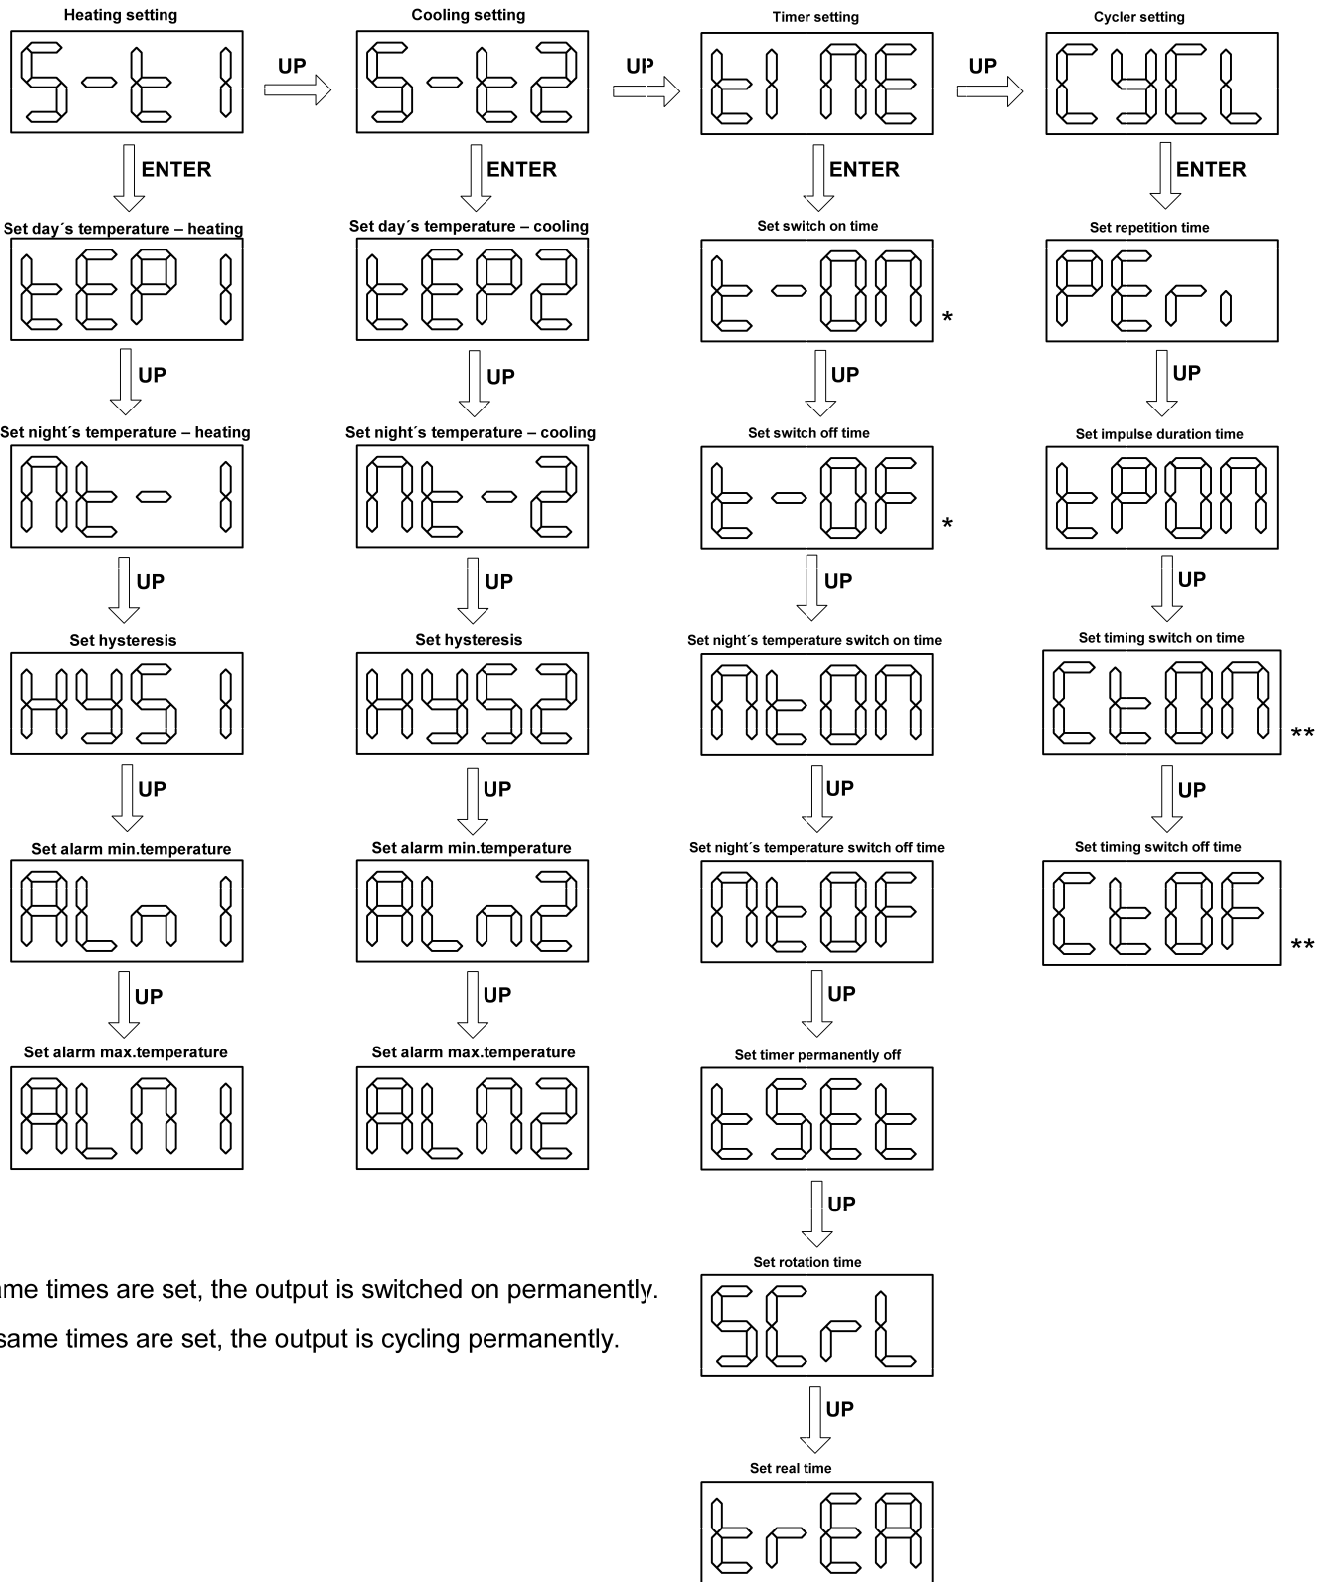 Heating setting
Cooling setting
Timer setting
Cycler setting
S-t1
UP
S-t2
UP
tIME
UP
CYCL
ENTER
ENTER
ENTER
ENTER
Set day´s temperature – heating
Set day´s temperature – cooling
Set switch on time
Set repetition time
tEP1
tEP2
t-ON
*
PEri
UP
UP
UP
UP
Set night´s temperature – heating
Set night´s temperature – cooling
Set switch off time
Set impulse duration time
Nt-1
Nt-2
t-OF
*
tPON
UP
UP
UP
UP
Set hysteresis
Set hysteresis
Set night´s temperature switch on time
Set timing switch on time
HYS1
HYS2
NtON
CtON
**
UP
UP
UP
UP
Set alarm min.temperature
Set alarm min.temperature
Set night´s temperature switch off time
Set timing switch off time
ALn1
ALn2
NtOF
CtOF
**
UP
UP
UP
Set alarm max.temperature
Set alarm max.temperature
Set timer permanently off
ALM1
ALM2
tSEt
UP
Set rotation time
SCrL
same times are set, the output is switched on permanently.
same times are set, the output is cycling permanently.
UP
Set real time
trEA